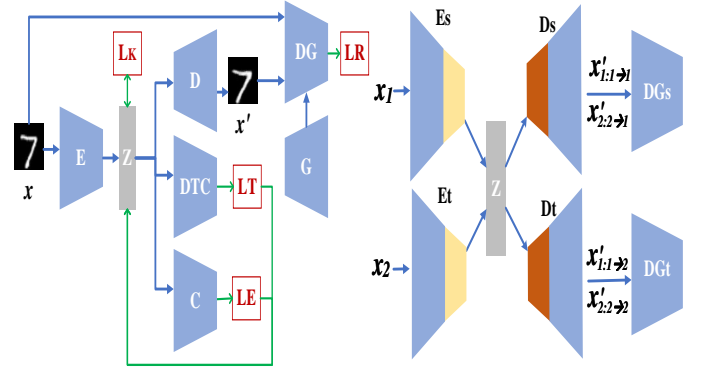 x
E
LK
Z
D
x'
DTC
LT
C
LE
DG
LR
G
x1
Es
Z
Ds
x'1:1→1
x'2:2→1
DGs
x2
Et
Dt
x'1:1→2
x'2:2→2
DGt